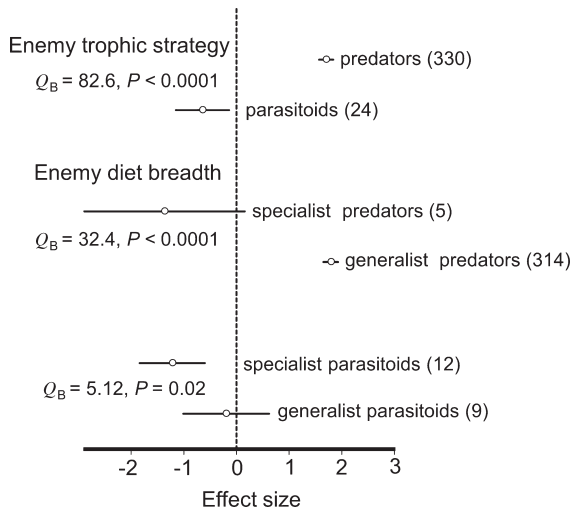 Enemy trophic strategy
predators (330)
QB = 82.6, P < 0.0001
parasitoids (24)
Enemy diet breadth
specialist predators (5)
QB = 32.4, P < 0.0001
generalist predators (314)
specialist parasitoids (12)
QB = 5.12, P = 0.02
generalist parasitoids (9)
-2 -1 0 1 2 3
Effect size